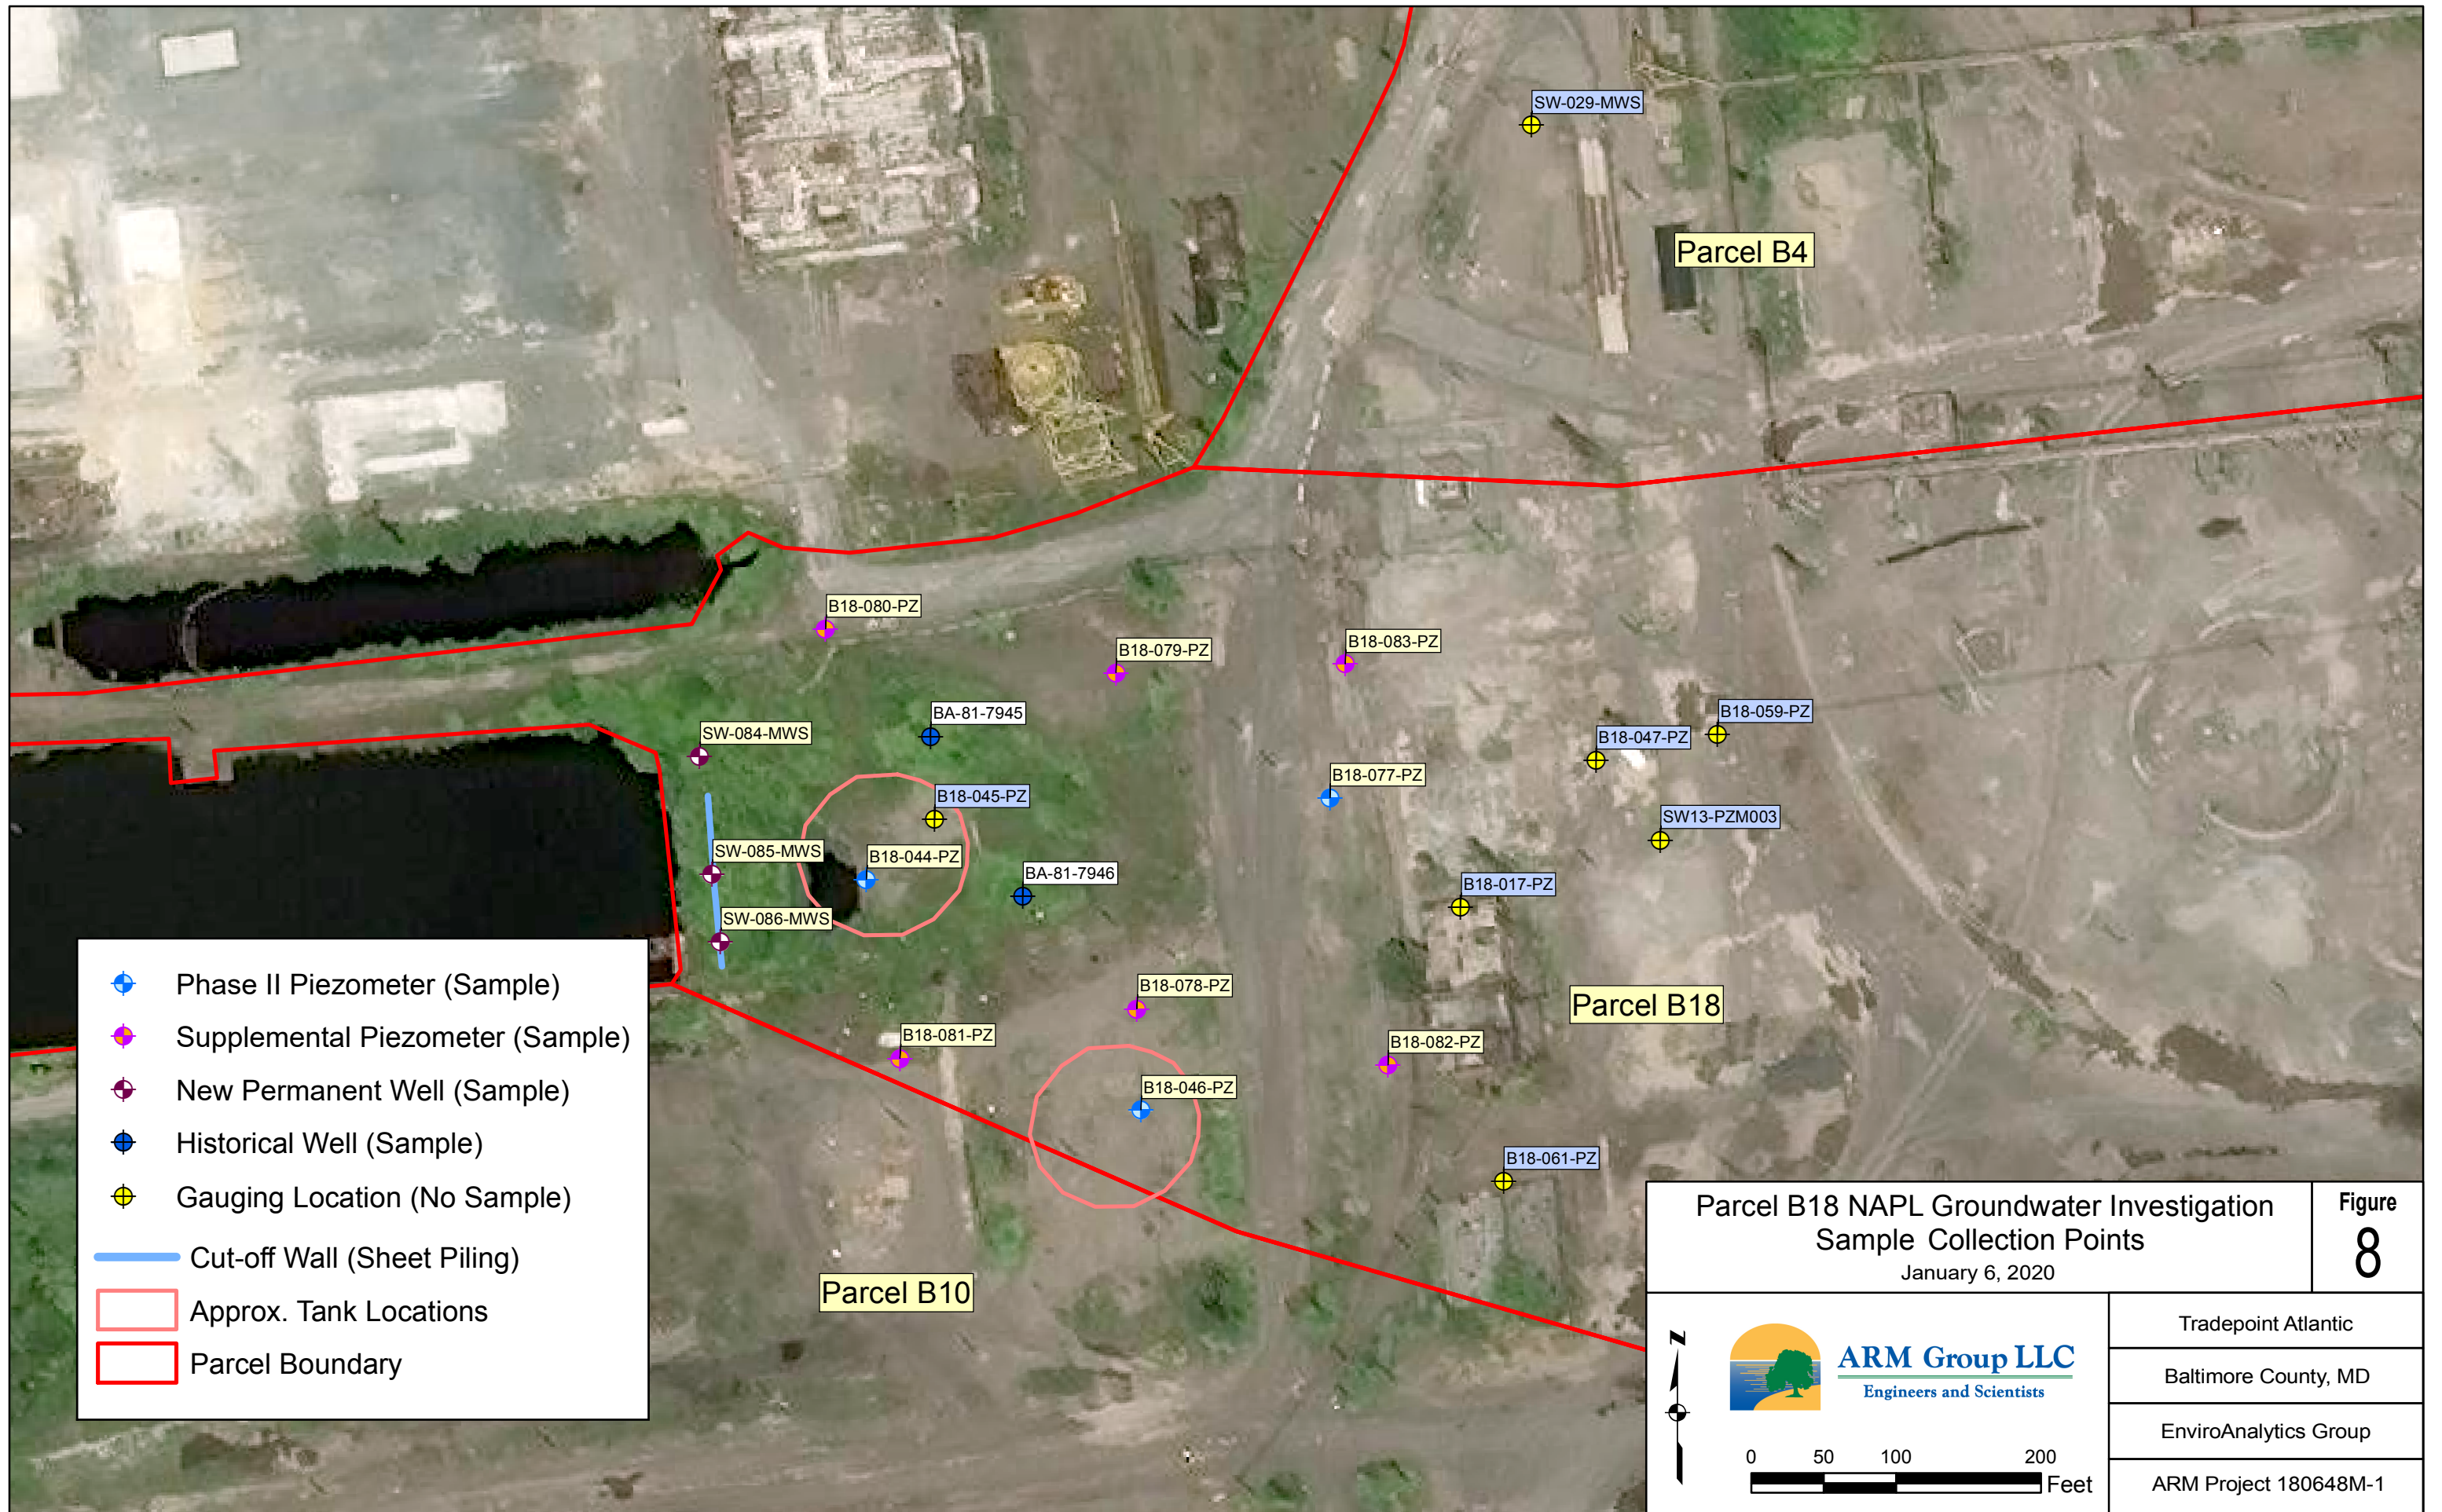 SW-029-MWS
Parcel B4
B18-080-PZ
B18-079-PZ
B18-083-PZ
BA-81-7945
SW-084-MWS
B18-059-PZ
B18-047-PZ
B18-077-PZ
B18-045-PZ
SW13-PZM003
SW-085-MWS
B18-044-PZ
BA-81-7946
B18-017-PZ
SW-086-MWS
B18-078-PZ
Parcel B18
B18-081-PZ
B18-082-PZ
B18-046-PZ
B18-061-PZ
Parcel B10
Phase II Piezometer (Sample)
Supplemental Piezometer (Sample)
New Permanent Well (Sample)
Historical Well (Sample)
Gauging Location (No Sample)
Cut-off Wall (Sheet Piling)
Approx. Tank Locations
Parcel Boundary
Parcel B18 NAPL Groundwater Investigation
Sample Collection Points
January 6, 2020
Figure
8
N
ARM Group LLC
Engineers and Scientists
0 50 100 200
Feet
Tradepoint Atlantic
Baltimore County, MD
EnviroAnalytics Group
ARM Project 180648M-1